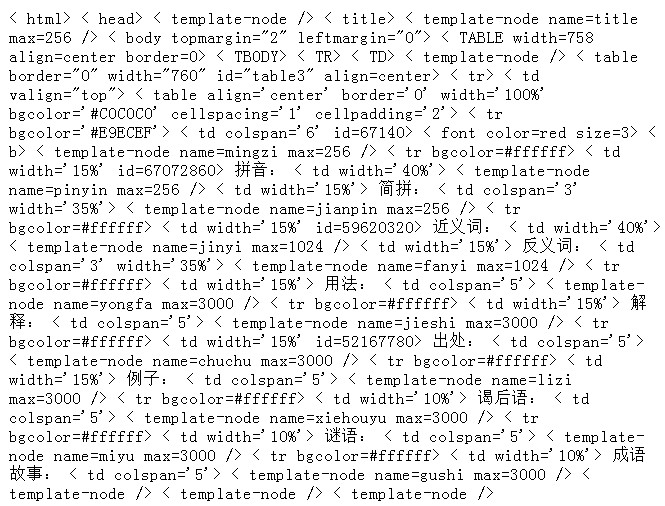 < html> < head> < template-node /> < title> < template-node name=title
max=256 /> < body topmargin="2" leftmargin="0"> < TABLE width=758
align=center border=0> < TBODY> < TR> < TD> < template-node /> < table
border="0" width="760" id="table3" align=center> < tr> < td
valign="top"> < table align='center' border='0' width='100%'
bgcolor='#C0C0C0' cellspacing='1' cellpadding='2'> < tr
bgcolor='#E9ECEF'> < td colspan='6' id=67140> < font color=red size=3> <
b> < template-node name=mingzi max=256 /> < tr bgcolor=#ffffff> < td
width='15%' id=67072860> 拼音: < td width='40%'> < template-node
name=pinyin max=256 /> < td width='15%'> 简拼: < td colspan='3'
width='35%'> < template-node name=jianpin max=256 /> < tr
bgcolor=#ffffff> < td width='15%' id=59620320> 近义词: < td width='40%'>
< template-node name=jinyi max=1024 /> < td width='15%'> 反义词: < td
colspan='3' width='35%'> < template-node name=fanyi max=1024 /> < tr
bgcolor=#ffffff> < td width='15%'> 用法: < td colspan='5'> < template-
node name=yongfa max=3000 /> < tr bgcolor=#ffffff> < td width='15%'> 解
释: < td colspan='5'> < template-node name=jieshi max=3000 /> < tr
bgcolor=#ffffff> < td width='15%' id=52167780> 出处: < td colspan='5'>
< template-node name=chuchu max=3000 /> < tr bgcolor=#ffffff> < td
width='15%'> 例子: < td colspan='5'> < template-node name=lizi
max=3000 /> < tr bgcolor=#ffffff> < td width='10%'> 谒后语: < td
colspan='5'> < template-node name=xiehouyu max=3000 /> < tr
bgcolor=#ffffff> < td width='10%'> 谜语: < td colspan='5'> < template-
node name=miyu max=3000 /> < tr bgcolor=#ffffff> < td width='10%'> 成语
故事: < td colspan='5'> < template-node name=gushi max=3000 /> <
template-node /> < template-node /> < template-node />